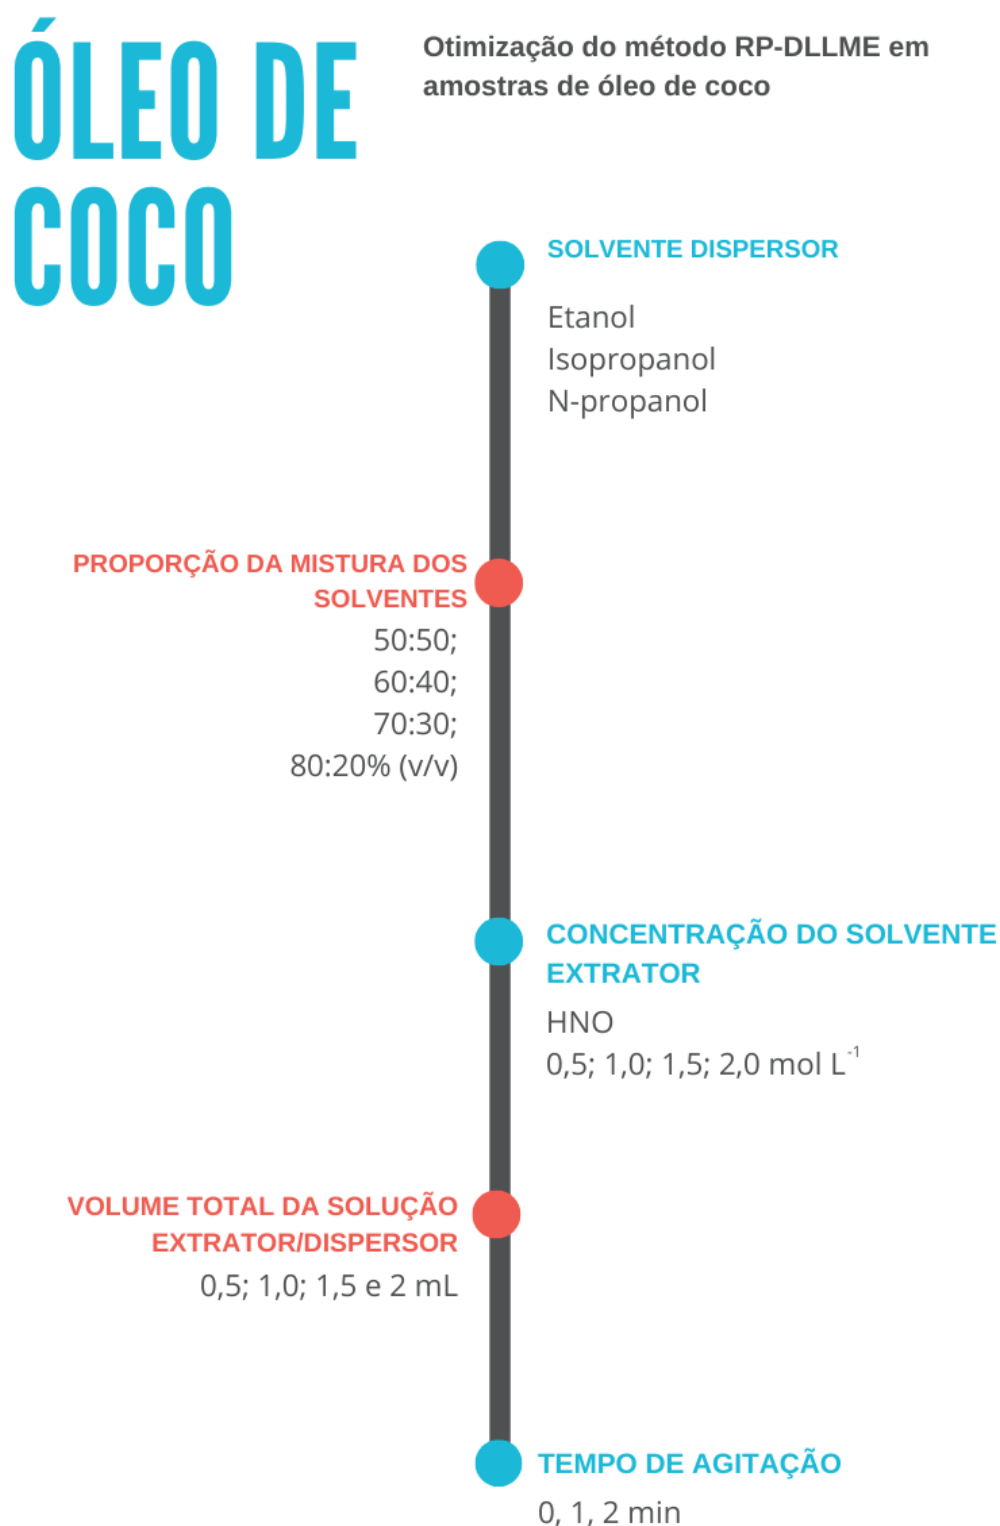 ÓLEO DE
COCO
Otimização do método RP-DLLME em
amostras de óleo de coco
SOLVENTE DISPERSOR
Etanol
Isopropanol
N-propanol
PROPORÇÃO DA MISTURA DOS
SOLVENTES
50:50;
60:40;
70:30;
80:20% (v/v)
CONCENTRAÇÃO DO SOLVENTE
EXTRATOR
HNO
0,5; 1,0; 1,5; 2,0 mol L⁻¹
VOLUME TOTAL DA SOLUÇÃO
EXTRATOR/DISPERSOR
0,5; 1,0; 1,5 e 2 mL
TEMPO DE AGITAÇÃO
0, 1, 2 min